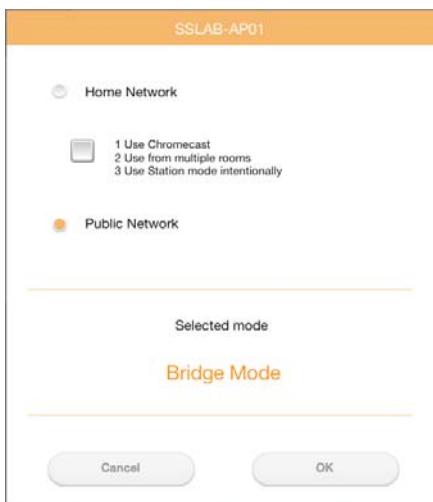 SSLAB-AP01
Home Network
1 Use Chromecast
2 Use from multiple rooms
3 Use Station mode intentionally
Public Network
Selected mode
Bridge Mode
Cancel
OK